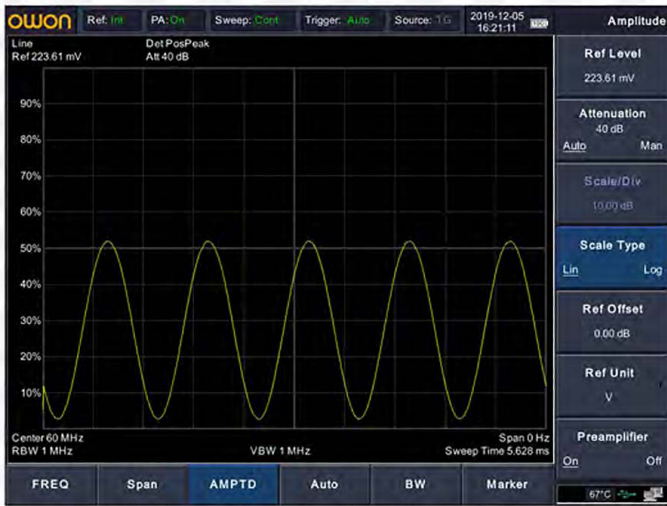 OWON Ref: Int PA: On Sweep: Cont Trigger: Auto Source: TG 2019-12-05 Amplitude
16:21:11
Line Det PosPeak
Ref 223.61 mV Att 40 dB
90%
80%
70%
60%
50%
40%
30%
20%
10%
Center 60 MHz Span 0 Hz
RBW 1 MHz VBW 1 MHz Sweep Time 5.628 ms
Ref Level
223.61 mV
Attenuation
40 dB
Auto Man
Scale/Div
10.00 dB
Scale Type
Lin Log
Ref Offset
0.00 dB
Ref Unit
V
Preamplifier
On Off
FREQ Span AMPTD Auto BW Marker
67°C